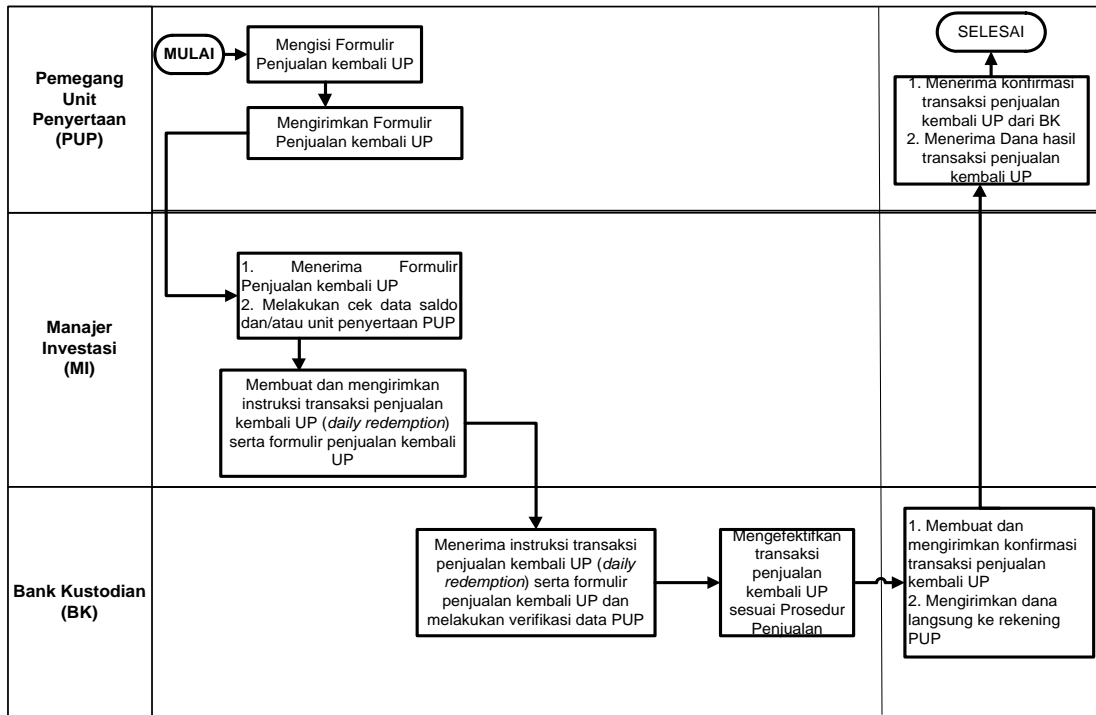 Pemegang
Unit
Penyertaan
(PUP)
MULAI
Mengisi Formulir
Penjualan kembali UP
Mengirimkan Formulir
Penjualan kembali UP
SELESAI
1. Menerima konfirmasi
transaksi penjualan
kembali UP dari BK
2. Menerima Dana hasil
transaksi penjualan
kembali UP
Manajer
Investasi
(MI)
1. Menerima Formulir
Penjualan kembali UP
2. Melakukan cek data saldo
dan/atau unit penyertaan PUP
Membuat dan mengirimkan
instruksi transaksi penjualan
kembali UP (daily redemption)
serta formulir penjualan kembali
UP
Bank Kustodian
(BK)
Menerima instruksi transaksi
penjualan kembali UP (daily
redemption) serta formulir
penjualan kembali UP dan
melakukan verifikasi data PUP
Mengefektifkan
transaksi
penjualan
kembali UP
sesuai Prosedur
Penjualan
1. Membuat dan
mengirimkan konfirmasi
transaksi penjualan
kembali UP
2. Mengirimkan dana
langsung ke rekening
PUP